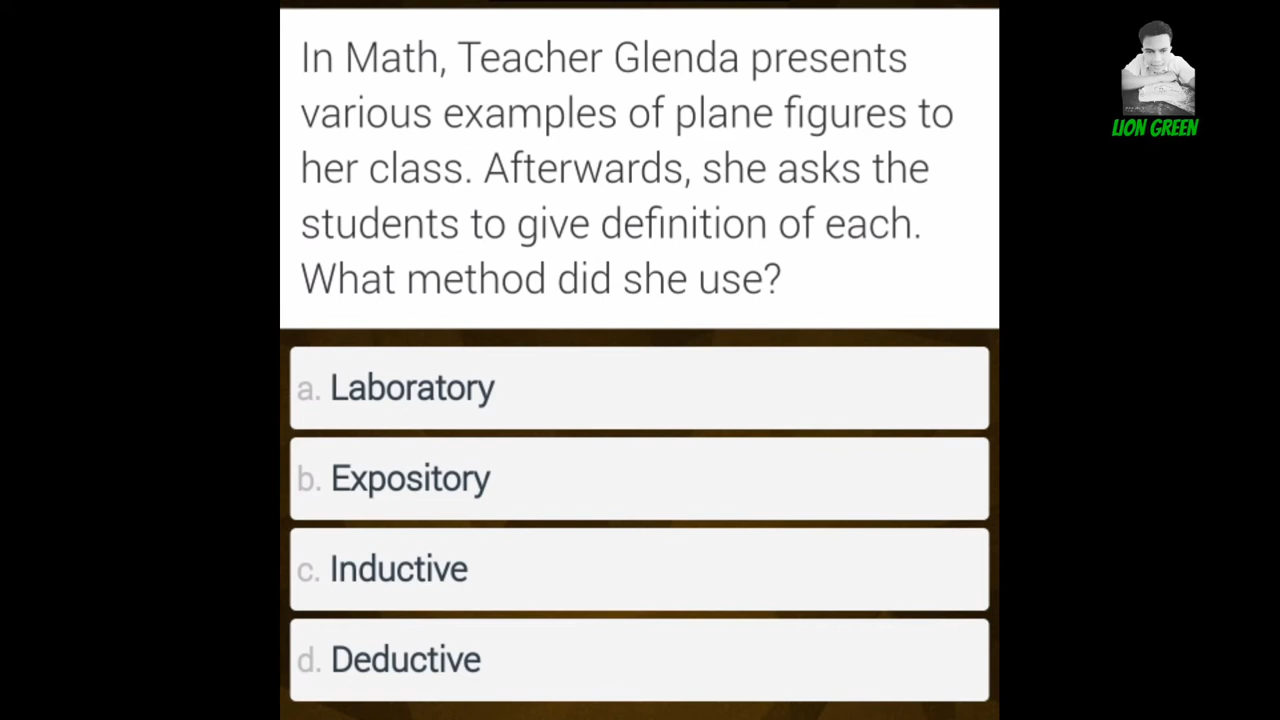 In Math, Teacher Glenda presents
various examples of plane figures to
her class. Afterwards, she asks the
students to give definition of each.
What method did she use?
LION GREEN
a. Laboratory
b. Expository
c. Inductive
d. Deductive